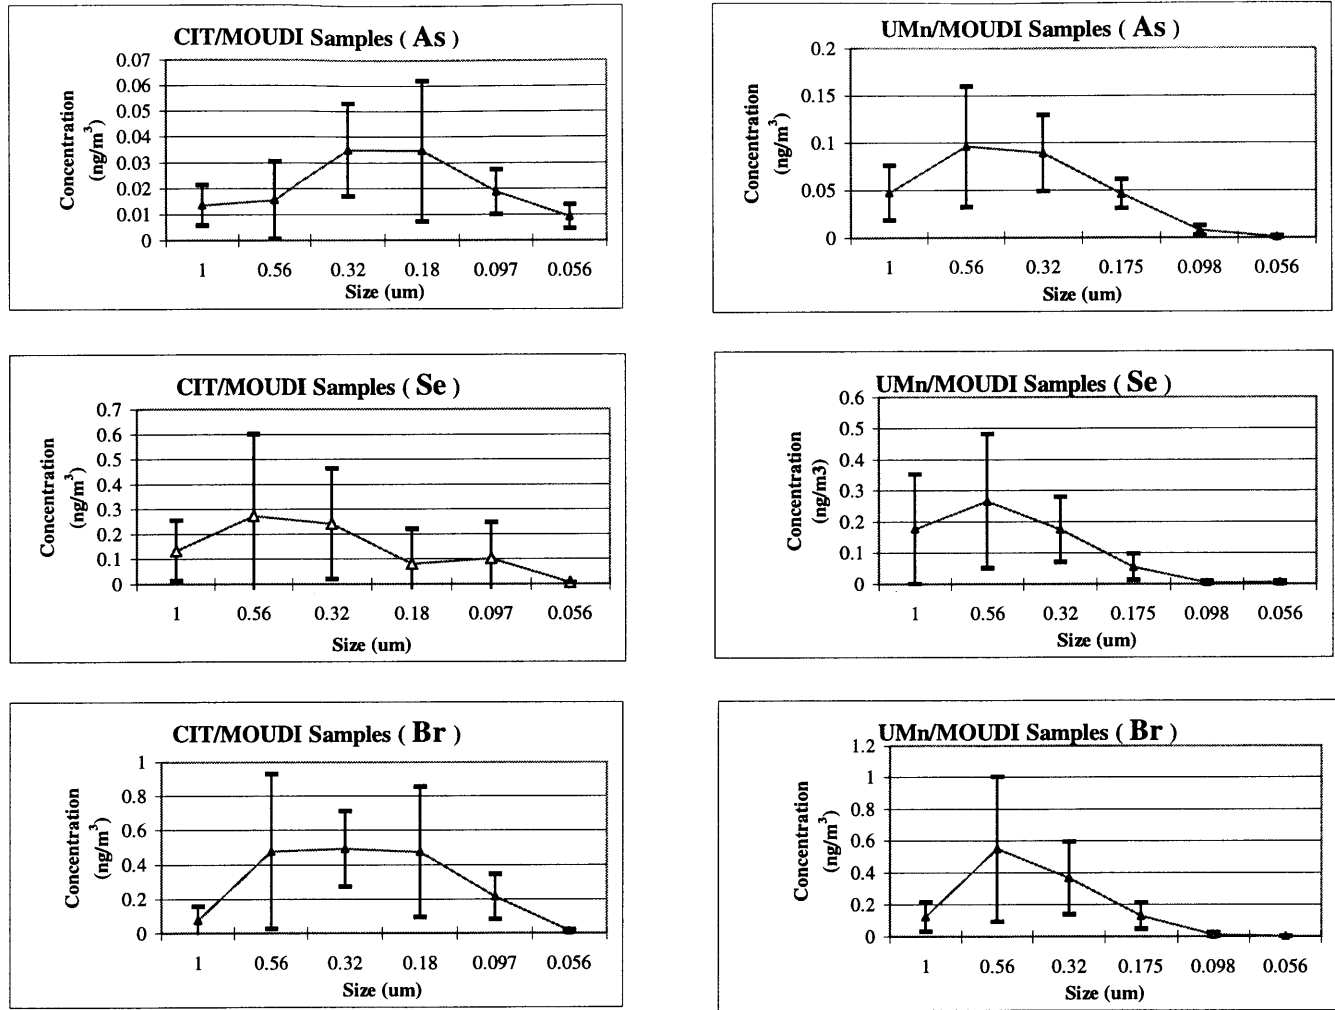 CIT/MOUDI Samples ( As )
0.07
0.06
0.05
0.04
0.03
0.02
0.01
0
Concentration
(ng/m³)
1 0.56 0.32 0.18 0.097 0.056
Size (um)
UMn/MOUDI Samples ( As )
0.2
0.15
0.1
0.05
0
Concentration
(ng/m³)
1 0.56 0.32 0.175 0.098 0.056
Size (um)
CIT/MOUDI Samples ( Se )
0.7
0.6
0.5
0.4
0.3
0.2
0.1
0
Concentration
(ng/m³)
1 0.56 0.32 0.18 0.097 0.056
Size (um)
UMn/MOUDI Samples ( Se )
0.6
0.5
0.4
0.3
0.2
0.1
0
Concentration
(ng/m3)
1 0.56 0.32 0.175 0.098 0.056
Size (um)
CIT/MOUDI Samples ( Br )
1
0.8
0.6
0.4
0.2
0
Concentration
(ng/m³)
1 0.56 0.32 0.18 0.097 0.056
Size (um)
UMn/MOUDI Samples ( Br )
1.2
1
0.8
0.6
0.4
0.2
0
Concentration
(ng/m³)
1 0.56 0.32 0.175 0.098 0.056
Size (um)